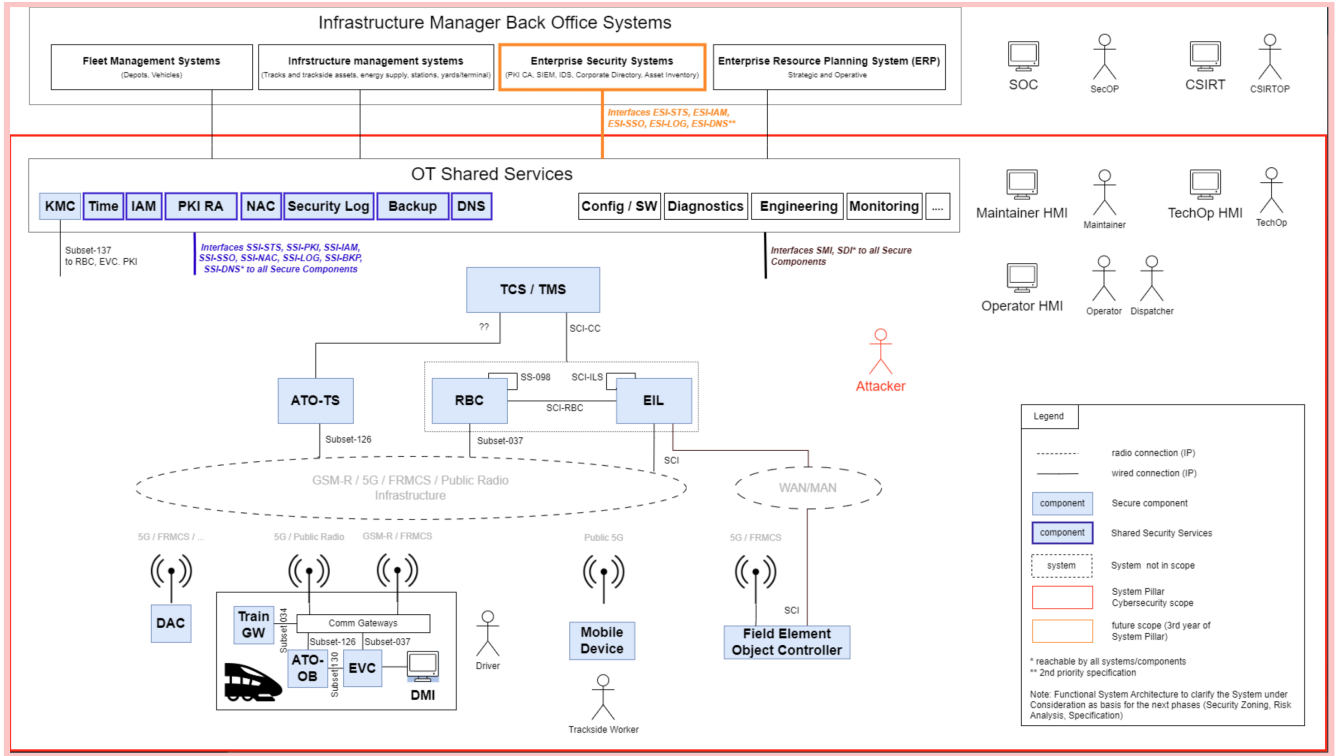 Infrastructure Manager Back Office Systems
Fleet Management Systems
(Depots, Vehicles)
Infrstructure management systems
(Tracks and trackside assets, energy supply, stations, yards/terminal)
Enterprise Security Systems
(PKI CA, SIEM, IDS, Corporate Directory, Asset Inventory)
Enterprise Resource Planning System (ERP)
Strategic and Operative
SOC
SecOP
CSIRT
CSIRTOP
Interfaces ESI-STS, ESI-IAM,
ESI-SSO, ESI-LOG, ESI-DNS**
OT Shared Services
KMC
Time
IAM
PKI RA
NAC
Security Log
Backup
DNS
Config / SW
Diagnostics
Engineering
Monitoring
....
Maintainer HMI
Maintainer
TechOp HMI
TechOp
Subset-137
to RBC, EVC. PKI
Interfaces SSI-STS, SSI-PKI, SSI-IAM,
SSI-SSO, SSI-NAC, SSI-LOG, SSI-BKP,
SSI-DNS* to all Secure Components
Interfaces SMI, SDI* to all Secure
Components
Operator HMI
Operator
Dispatcher
TCS / TMS
??
SCI-CC
Attacker
ATO-TS
RBC
SS-098
SCI-ILS
EIL
SCI-RBC
Subset-126
Subset-037
SCI
GSM-R / 5G / FRMCS / Public Radio
Infrastructure
WAN/MAN
5G / FRMCS / ...
5G / Public Radio
GSM-R / FRMCS
Public 5G
5G / FRMCS
DAC
Train
GW
Subset-034
Comm Gateways
Subset-126
Subset-037
ATO-
OB
Subset-130
EVC
DMI
Driver
Mobile
Device
Trackside Worker
SCI
Field Element
Object Controller
Legend
radio connection (IP)
wired connection (IP)
component
Secure component
component
Shared Security Services
system
System not in scope
System Pillar
Cybersecurity scope
future scope (3rd year of
System Pillar)
* reachable by all systems/components
** 2nd priority specification
Note: Functional System Architecture to clarify the System under
Consideration as basis for the next phases (Security Zoning, Risk
Analysis, Specification)